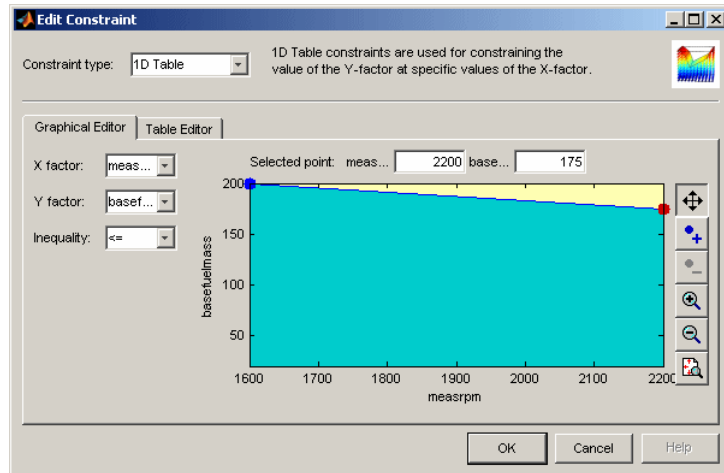 Edit Constraint
Constraint type: 1D Table
1D Table constraints are used for constraining the
value of the Y-factor at specific values of the X-factor.
Graphical Editor Table Editor
X factor: meas...
Y factor: basef...
Inequality: <=
Selected point: meas... 2200 base... 175
200
150
100
50
basefuelmass
1600 1700 1800 1900 2000 2100 2200
measrpm
OK Cancel Help